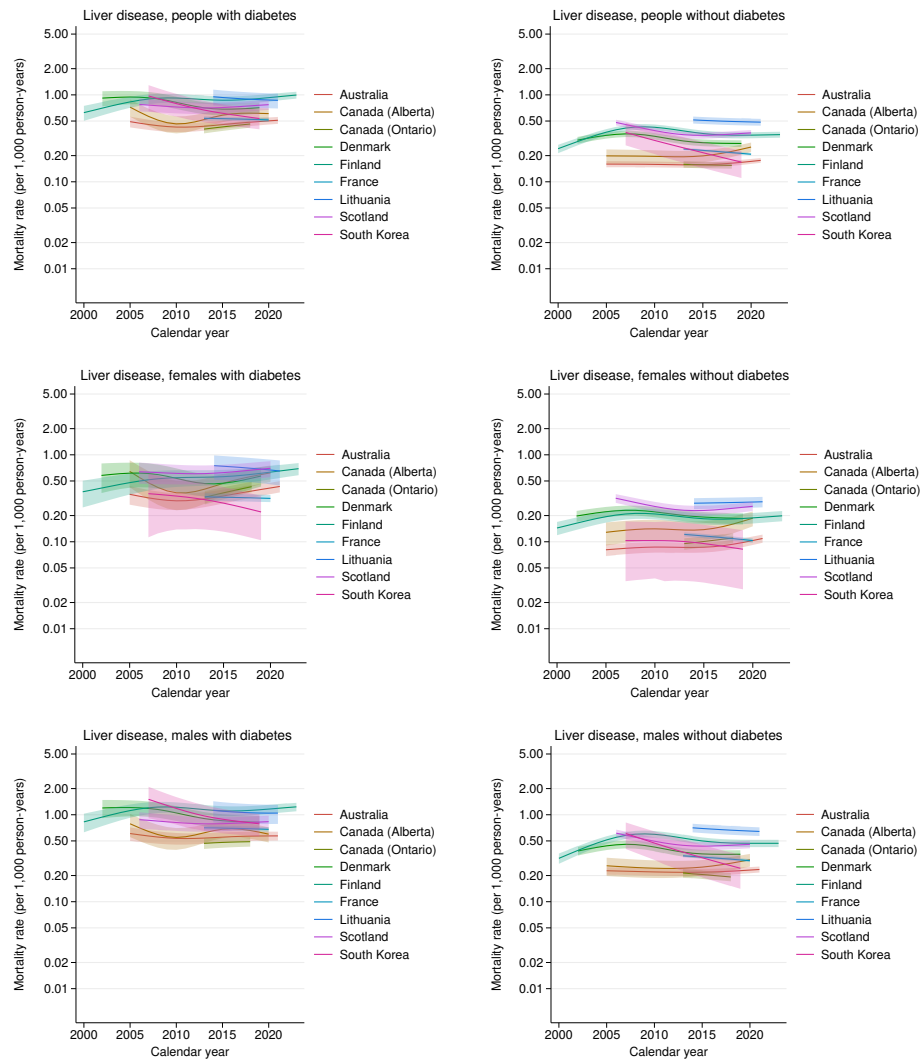 Liver disease, people with diabetes
Mortality rate (per 1,000 person-years)
5.00
2.00
1.00
0.50
0.20
0.10
0.05
0.02
0.01
2000 2005 2010 2015 2020
Calendar year
Australia
Canada (Alberta)
Canada (Ontario)
Denmark
Finland
France
Lithuania
Scotland
South Korea
Liver disease, people without diabetes
Mortality rate (per 1,000 person-years)
5.00
2.00
1.00
0.50
0.20
0.10
0.05
0.02
0.01
2000 2005 2010 2015 2020
Calendar year
Australia
Canada (Alberta)
Canada (Ontario)
Denmark
Finland
France
Lithuania
Scotland
South Korea
Liver disease, females with diabetes
Mortality rate (per 1,000 person-years)
5.00
2.00
1.00
0.50
0.20
0.10
0.05
0.02
0.01
2000 2005 2010 2015 2020
Calendar year
Australia
Canada (Alberta)
Canada (Ontario)
Denmark
Finland
France
Lithuania
Scotland
South Korea
Liver disease, females without diabetes
Mortality rate (per 1,000 person-years)
5.00
2.00
1.00
0.50
0.20
0.10
0.05
0.02
0.01
2000 2005 2010 2015 2020
Calendar year
Australia
Canada (Alberta)
Canada (Ontario)
Denmark
Finland
France
Lithuania
Scotland
South Korea
Liver disease, males with diabetes
Mortality rate (per 1,000 person-years)
5.00
2.00
1.00
0.50
0.20
0.10
0.05
0.02
0.01
2000 2005 2010 2015 2020
Calendar year
Australia
Canada (Alberta)
Canada (Ontario)
Denmark
Finland
France
Lithuania
Scotland
South Korea
Liver disease, males without diabetes
Mortality rate (per 1,000 person-years)
5.00
2.00
1.00
0.50
0.20
0.10
0.05
0.02
0.01
2000 2005 2010 2015 2020
Calendar year
Australia
Canada (Alberta)
Canada (Ontario)
Denmark
Finland
France
Lithuania
Scotland
South Korea